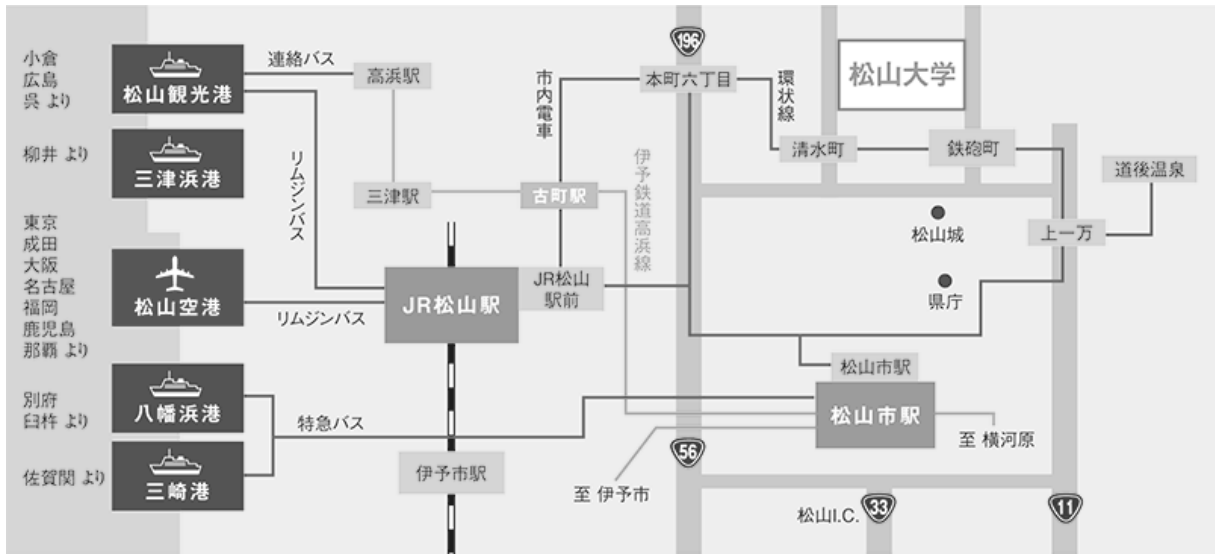 小倉
広島
呉 より
松山観光港
連絡バス
高浜駅
市内電車
196
本町六丁目
環状線
松山大学
柳井 より
三津浜港
リムジンバス
三津駅
古町駅
伊予鉄道高浜線
清水町
鉄砲町
道後温泉
松山城
上一万
東京
成田
大阪
名古屋
福岡
鹿児島
那覇 より
松山空港
リムジンバス
JR松山駅
JR松山
駅前
県庁
松山市駅
別府
臼杵 より
八幡浜港
特急バス
松山市駅
至 横河原
佐賀関 より
三崎港
伊予市駅
56
至 伊予市
松山I.C.
33
11